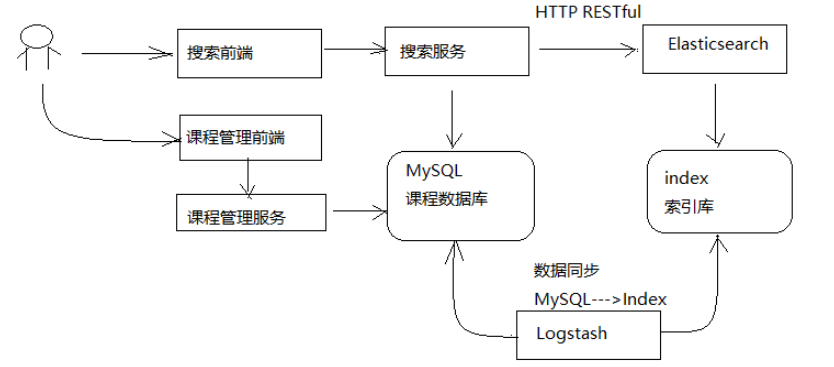 HTTP RESTful
搜索前端
搜索服务
Elasticsearch
课程管理前端
MySQL
课程数据库
index
索引库
课程管理服务
数据同步
MySQL--->Index
Logstash